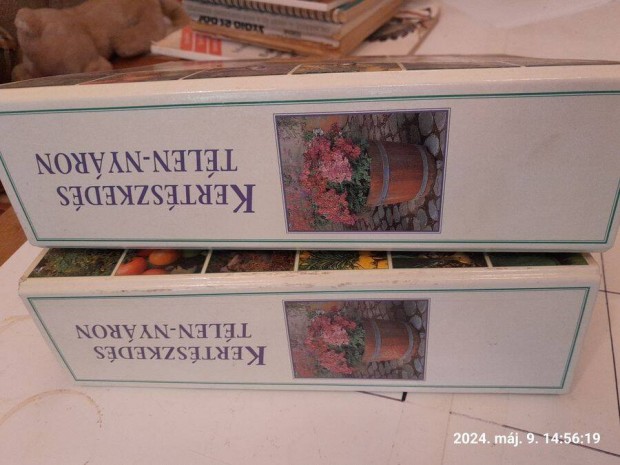 KERTÉSZKEDÉS
TÉLEN-NYÁRON
KERTÉSZKEDÉS
TÉLEN-NYÁRON
2024. máj. 9. 14:56:19